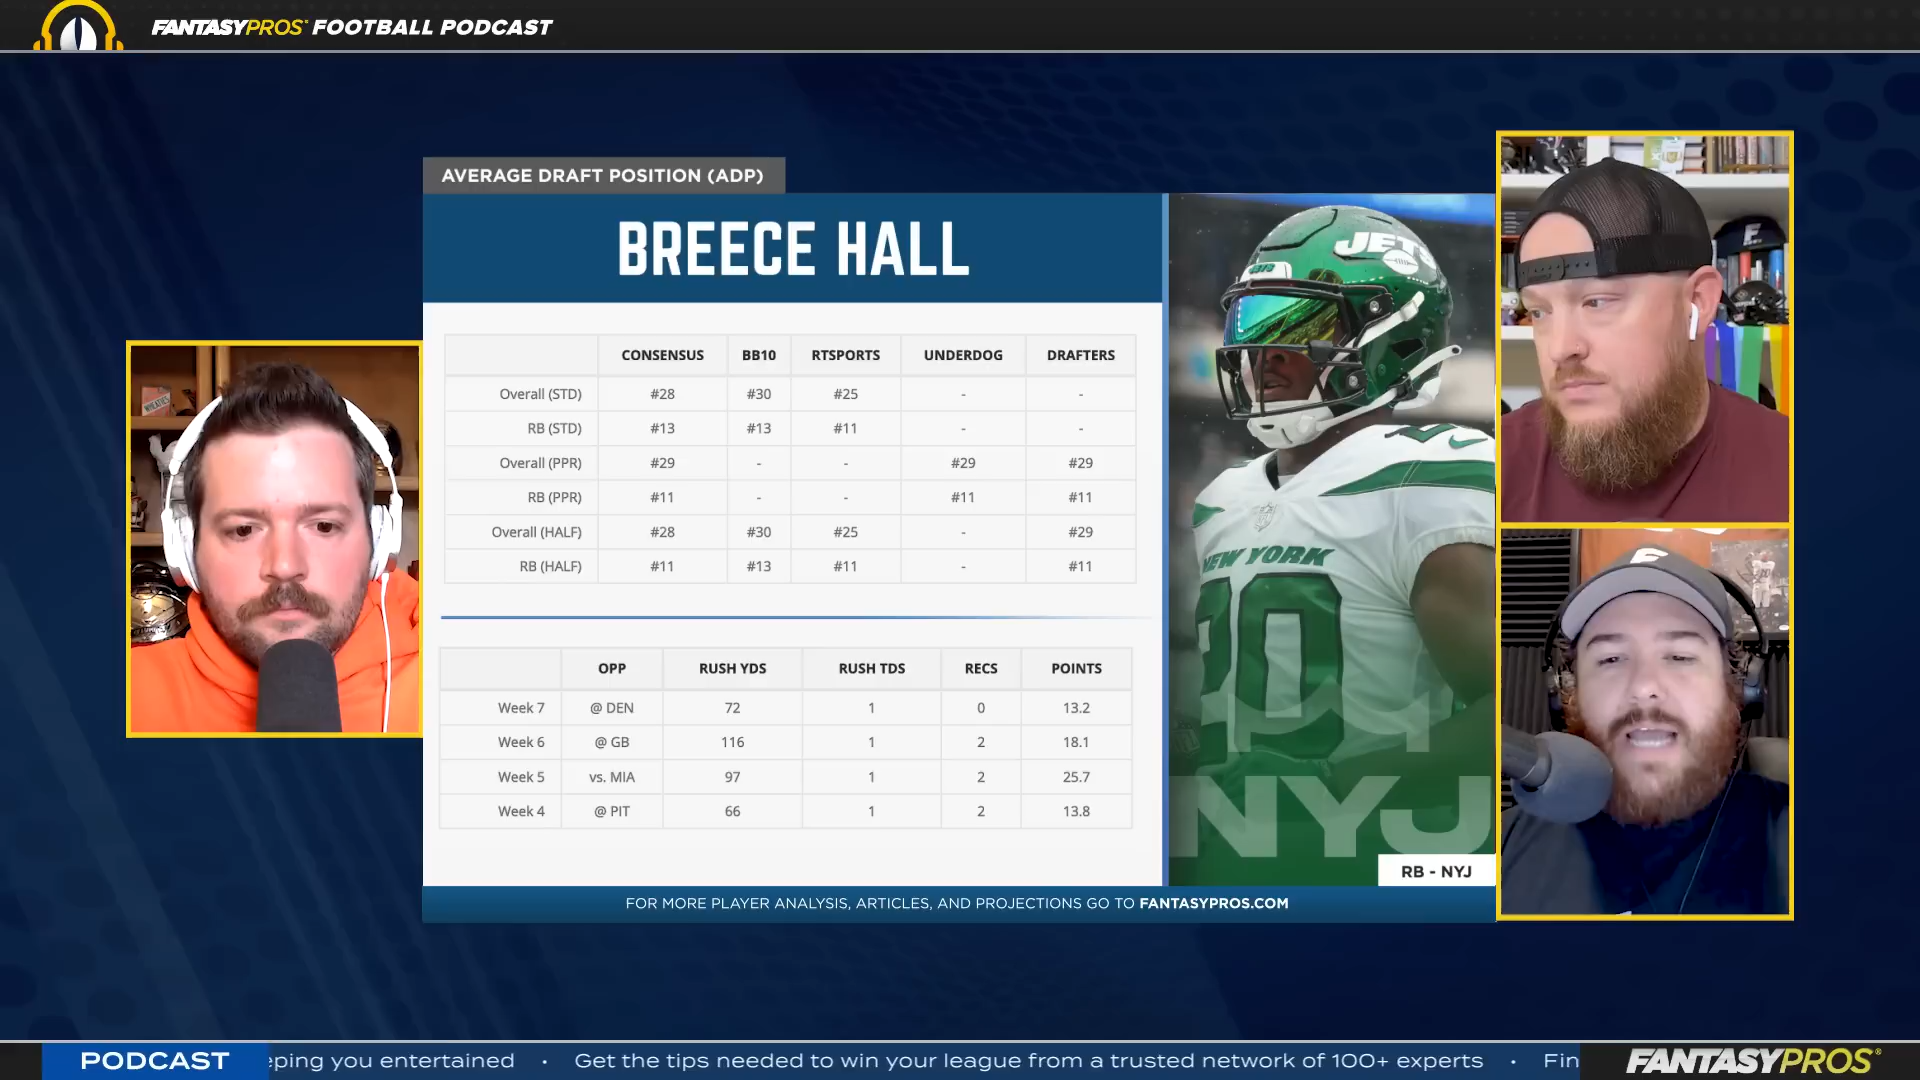 FANTASYPROS FOOTBALL PODCAST
AVERAGE DRAFT POSITION (ADP)
BREECE HALL
CONSENSUS BB10 RTSPORTS UNDERDOG DRAFTERS
Overall (STD) #28 #30 #25 - -
RB (STD) #13 #13 #11 - -
Overall (PPR) #29 - - #29 #29
RB (PPR) #11 - - #11 #11
Overall (HALF) #28 #30 #25 - #29
RB (HALF) #11 #13 #11 - #11
OPP RUSH YDS RUSH TDS RECS POINTS
Week 7 @ DEN 72 1 0 13.2
Week 6 @ GB 116 1 2 18.1
Week 5 vs. MIA 97 1 2 25.7
Week 4 @ PIT 66 1 2 13.8
JETS
NEW YORK
20
NYJ
RB - NYJ
WHEATIES
F
F
FOR MORE PLAYER ANALYSIS, ARTICLES, AND PROJECTIONS GO TO FANTASYPROS.COM
PODCAST eping you entertained · Get the tips needed to win your league from a trusted network of 100+ experts · Fin FANTASYPROS®